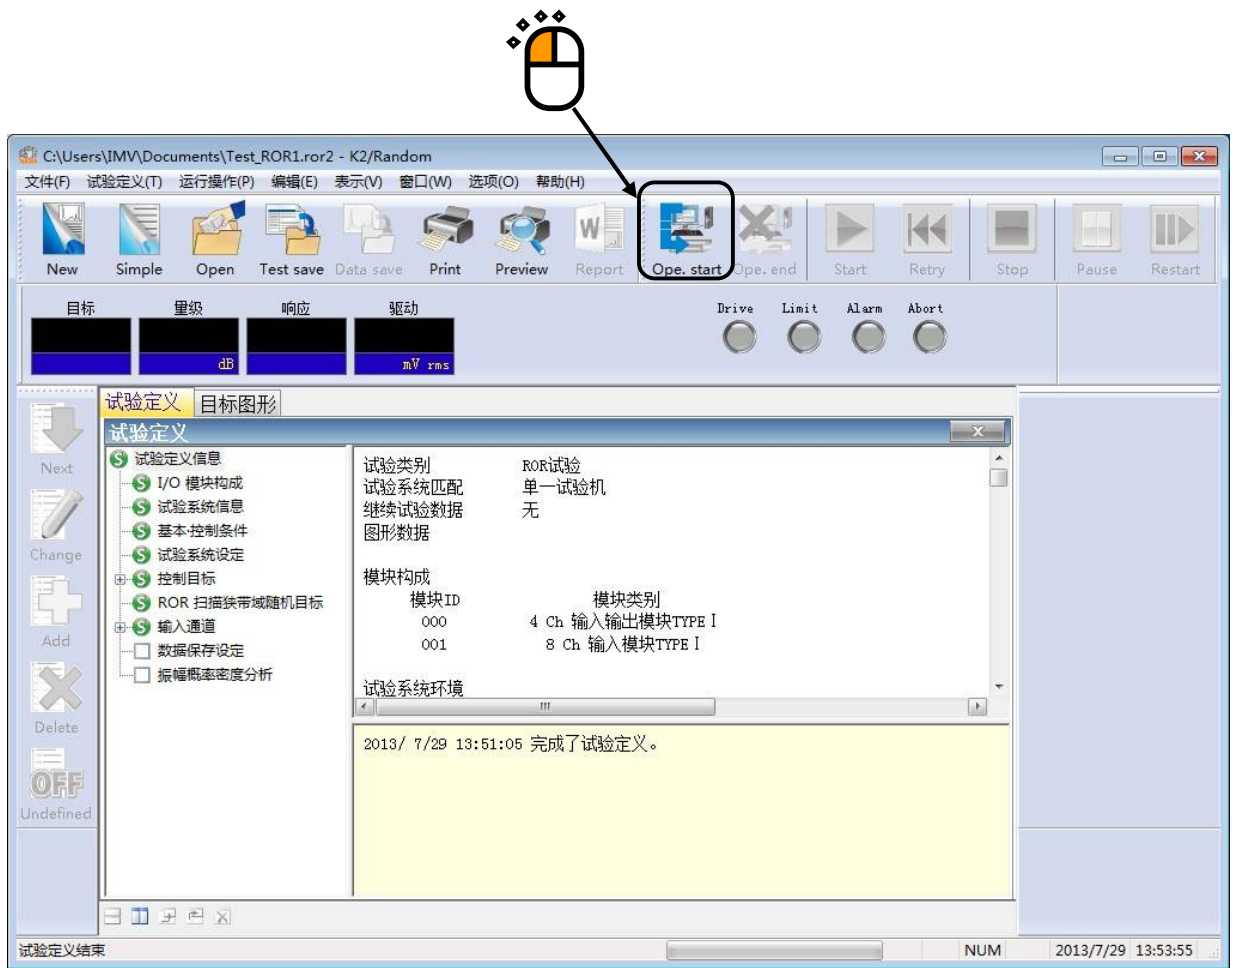 C:\Users\IMV\Documents\Test_ROR1.ror2 - K2/Random
文件(F) 试验定义(T) 运行操作(P) 编辑(E) 表示(V) 窗口(W) 选项(O) 帮助(H)
W
New Simple Open Test save Data save Print Preview Report Ope. start Ope. end Start Retry Stop Pause Restart
目标 量级 响应 驱动 Drive Limit Alarm Abort
dB mV rms
试验定义 目标图形
试验定义
Next
Change
Add
Delete
OFF
Undefined
试验定义信息
I/O 模块构成
试验系统信息
基本·控制条件
试验系统设定
控制目标
ROR 扫描狭带域随机目标
输入通道
数据保存设定
振幅概率密度分析
试验类别 ROR试验
试验系统匹配 单一试验机
继续试验数据 无
图形数据
模块构成
模块ID 模块类别
000 4 Ch 输入输出模块TYPEⅠ
001 8 Ch 输入模块TYPEⅠ
试验系统环境
2013/ 7/29 13:51:05 完成了试验定义。
试验定义结束 NUM 2013/7/29 13:53:55